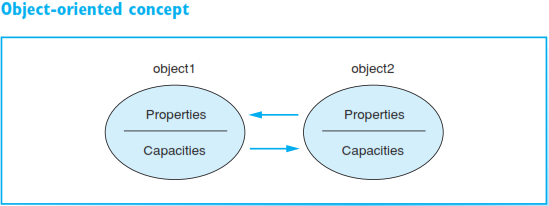 Object-oriented concept
object1 object2
Properties Properties
Capacities Capacities